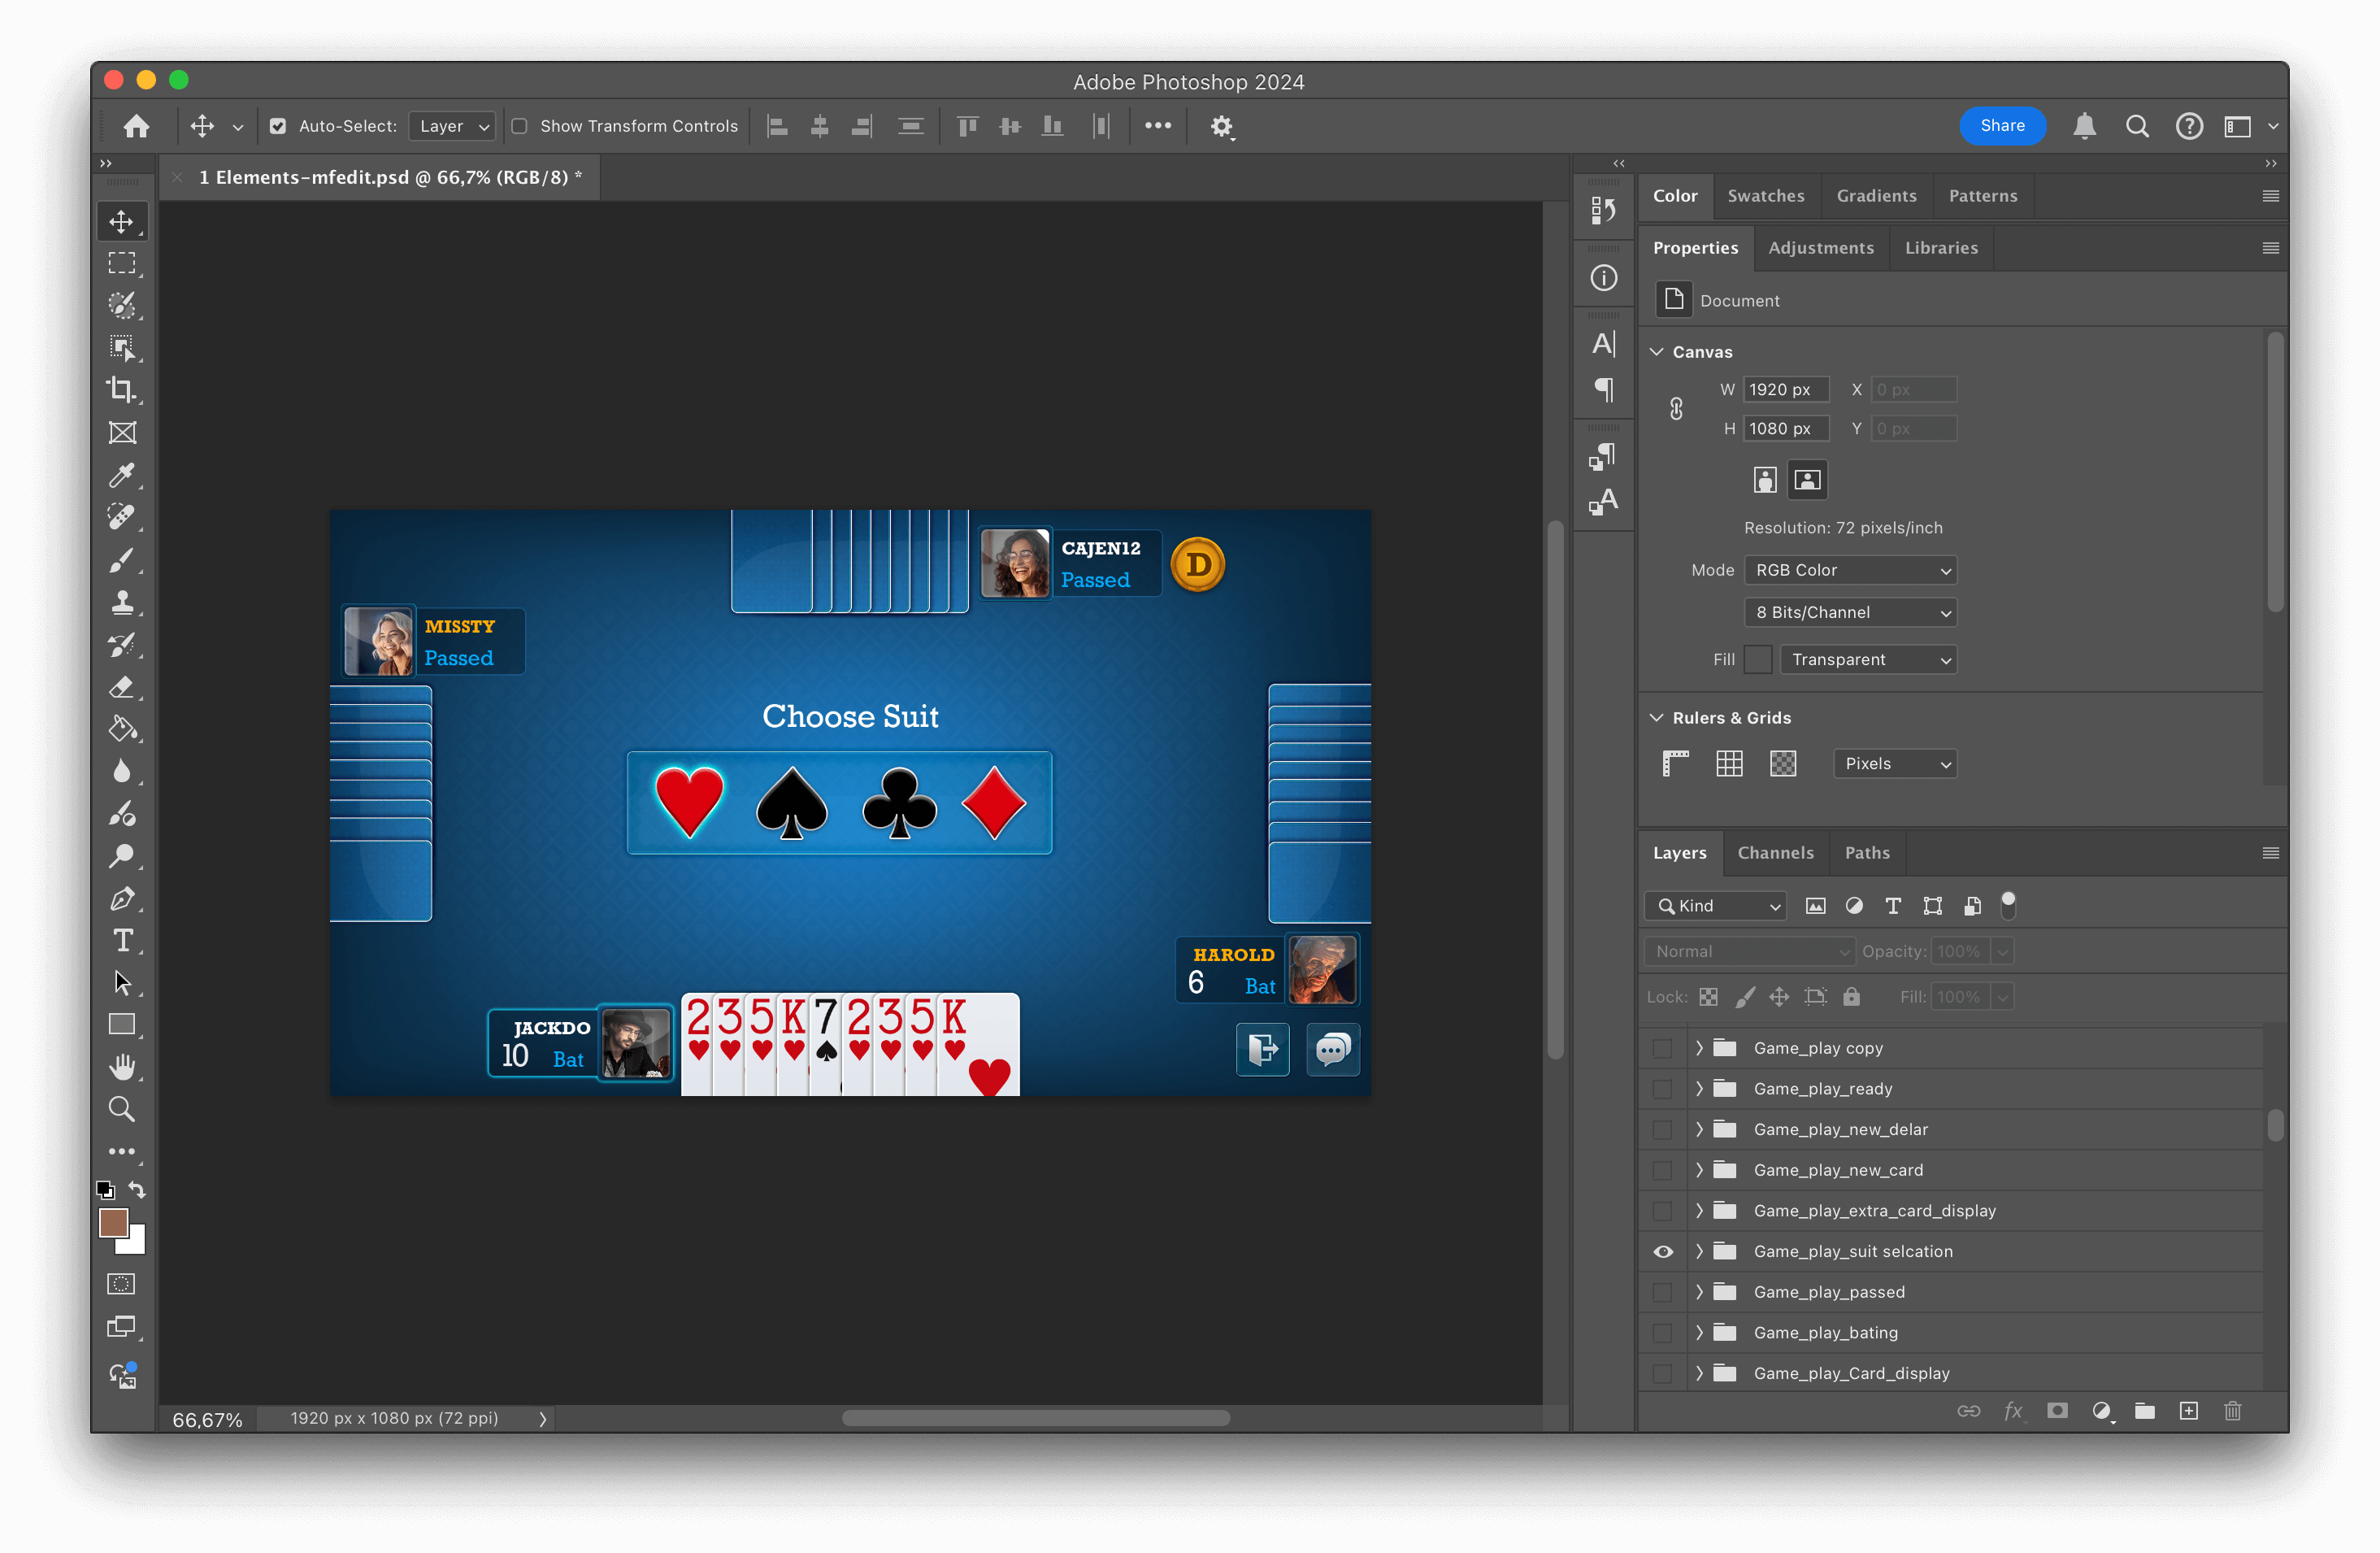 Adobe Photoshop 2024
Auto-Select: Layer Show Transform Controls Share
1 Elements-mfedit.psd @ 66,7% (RGB/8) *
Color Swatches Gradients Patterns
Properties Adjustments Libraries
Document
Canvas
W 1920 px X 0 px
H 1080 px Y 0 px
Resolution: 72 pixels/inch
Mode RGB Color
8 Bits/Channel
Fill Transparent
Rulers & Grids
Pixels
Layers Channels Paths
Kind
Normal Opacity: 100%
Lock: Fill: 100%
Game_play copy
Game_play_ready
Game_play_new_delar
Game_play_new_card
Game_play_extra_card_display
Game_play_suit selcation
Game_play_passed
Game_play_bating
Game_play_Card_display
fx
CAJEN12
Passed
D
MISSTY
Passed
Choose Suit
HAROLD
6 Bat
JACKDO
10 Bat
2 3 5 K 7 2 3 5 K
66,67% 1920 px x 1080 px (72 ppi)